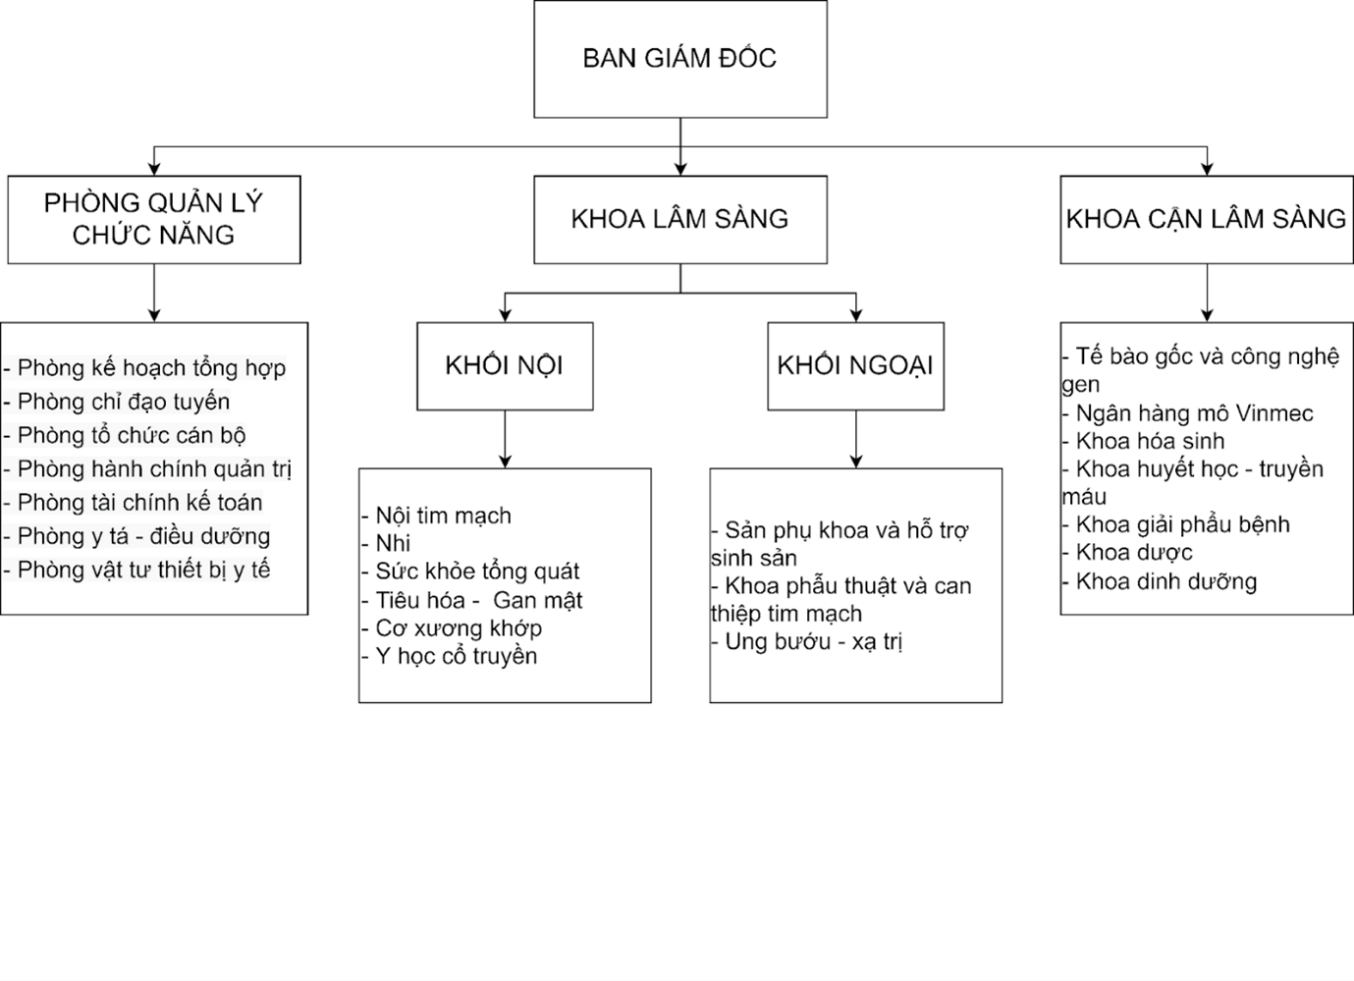 BAN GIÁM ĐỐC
PHÒNG QUẢN LÝ
CHỨC NĂNG
KHOA LÂM SÀNG
KHOA CẬN LÂM SÀNG
- Phòng kế hoạch tổng hợp
- Phòng chỉ đạo tuyến
- Phòng tổ chức cán bộ
- Phòng hành chính quản trị
- Phòng tài chính kế toán
- Phòng y tá - điều dưỡng
- Phòng vật tư thiết bị y tế
KHỐI NỘI
KHỐI NGOẠI
- Nội tim mạch
- Nhi
- Sức khỏe tổng quát
- Tiêu hóa - Gan mật
- Cơ xương khớp
- Y học cổ truyền
- Sản phụ khoa và hỗ trợ
sinh sản
- Khoa phẫu thuật và can
thiệp tim mạch
- Ung bướu - xạ trị
- Tế bào gốc và công nghệ
gen
- Ngân hàng mô Vinmec
- Khoa hóa sinh
- Khoa huyết học - truyền
máu
- Khoa giải phẩu bệnh
- Khoa dược
- Khoa dinh dưỡng